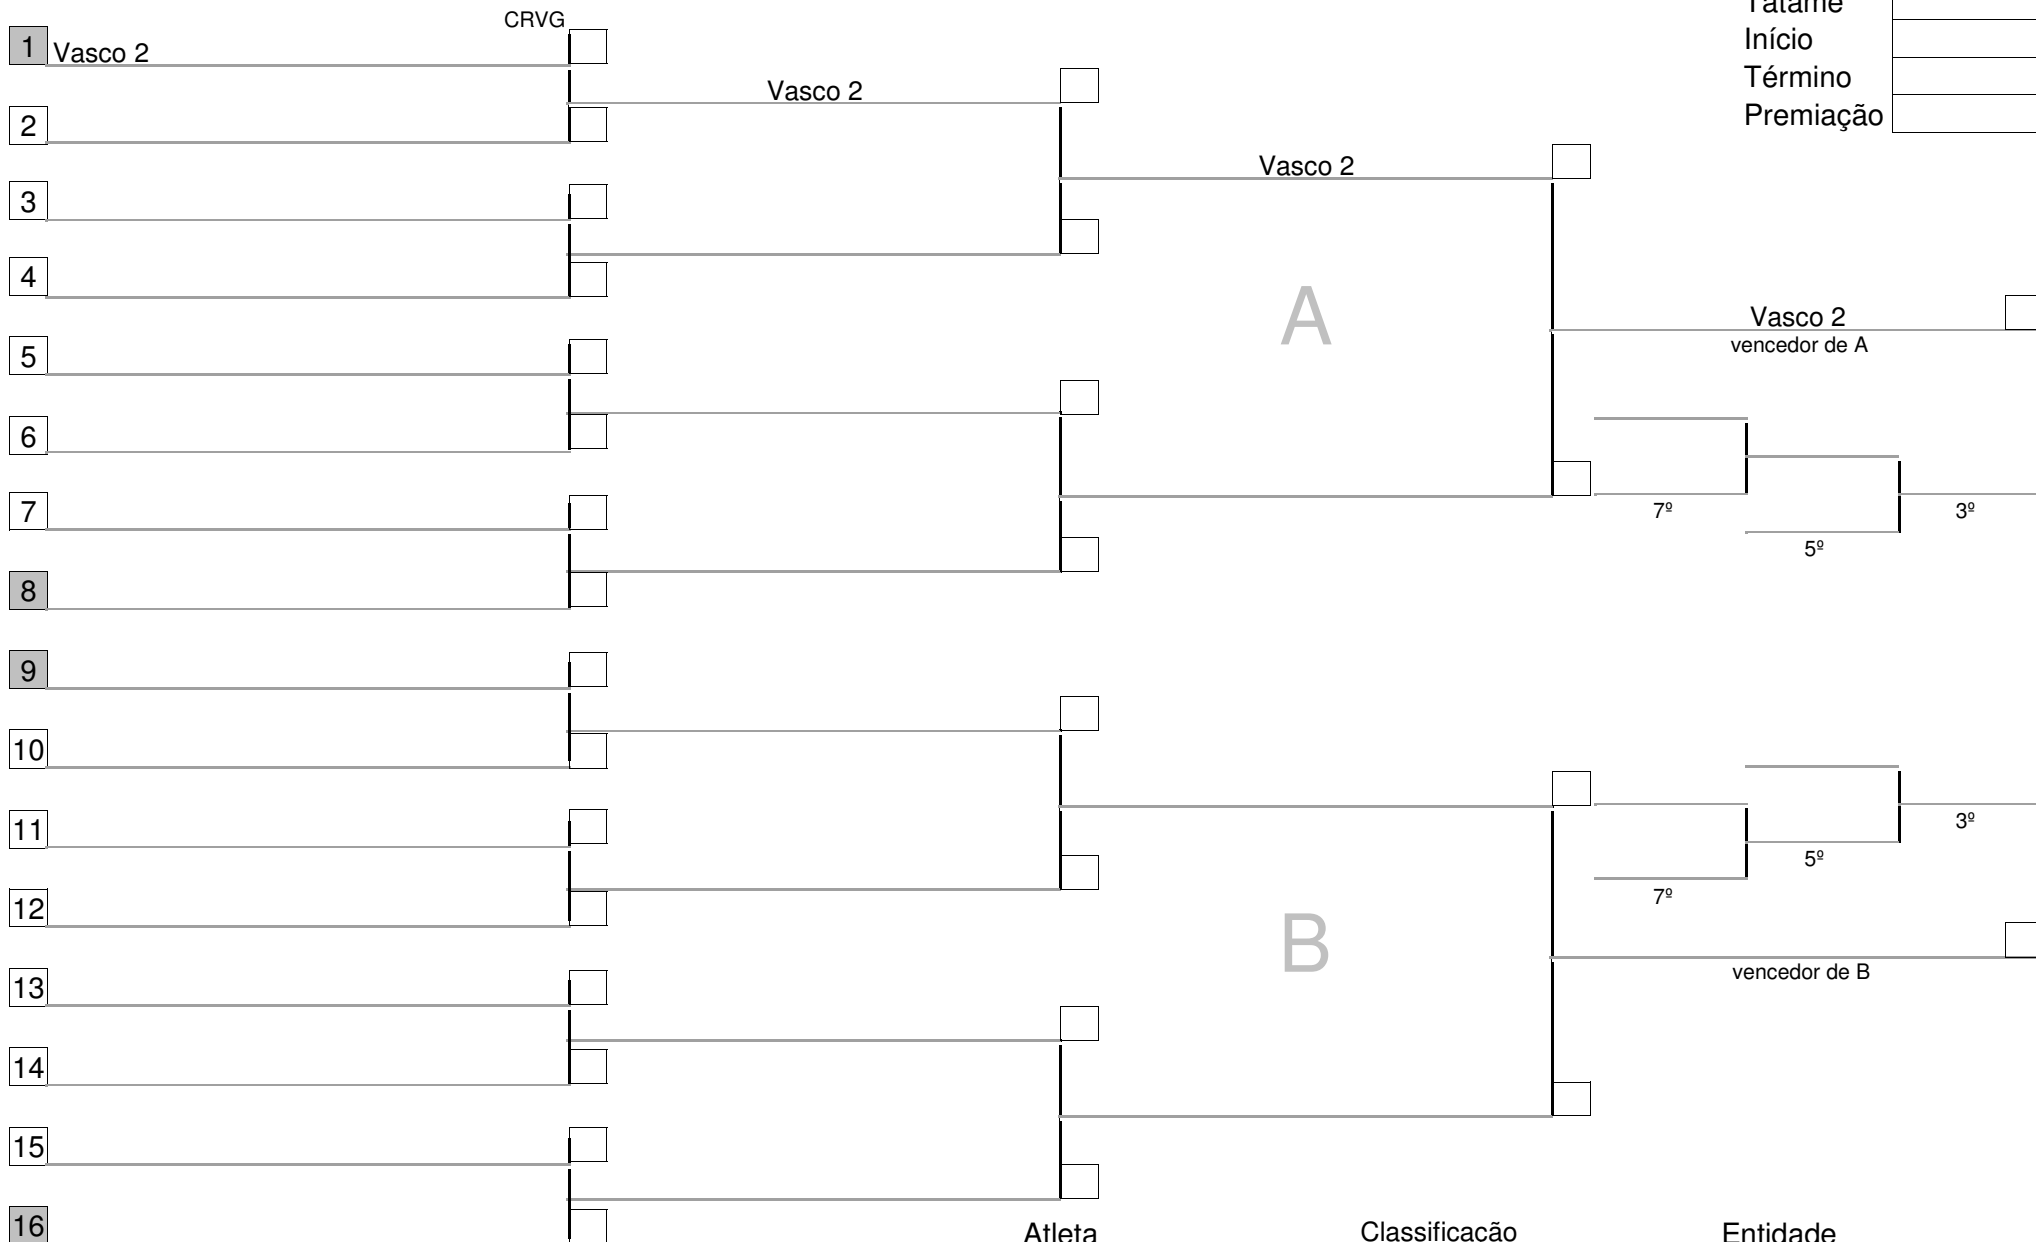 CRVG
Tatame
1 Vasco 2
Início
Vasco 2
Término
2
Premiação
Vasco 2
3
4
A
Vasco 2
5
vencedor de A
6
7
7º
3º
5º
8
9
10
11
3º
5º
7º
12
B
vencedor de B
13
14
15
16
Atleta
Classificação
Entidade